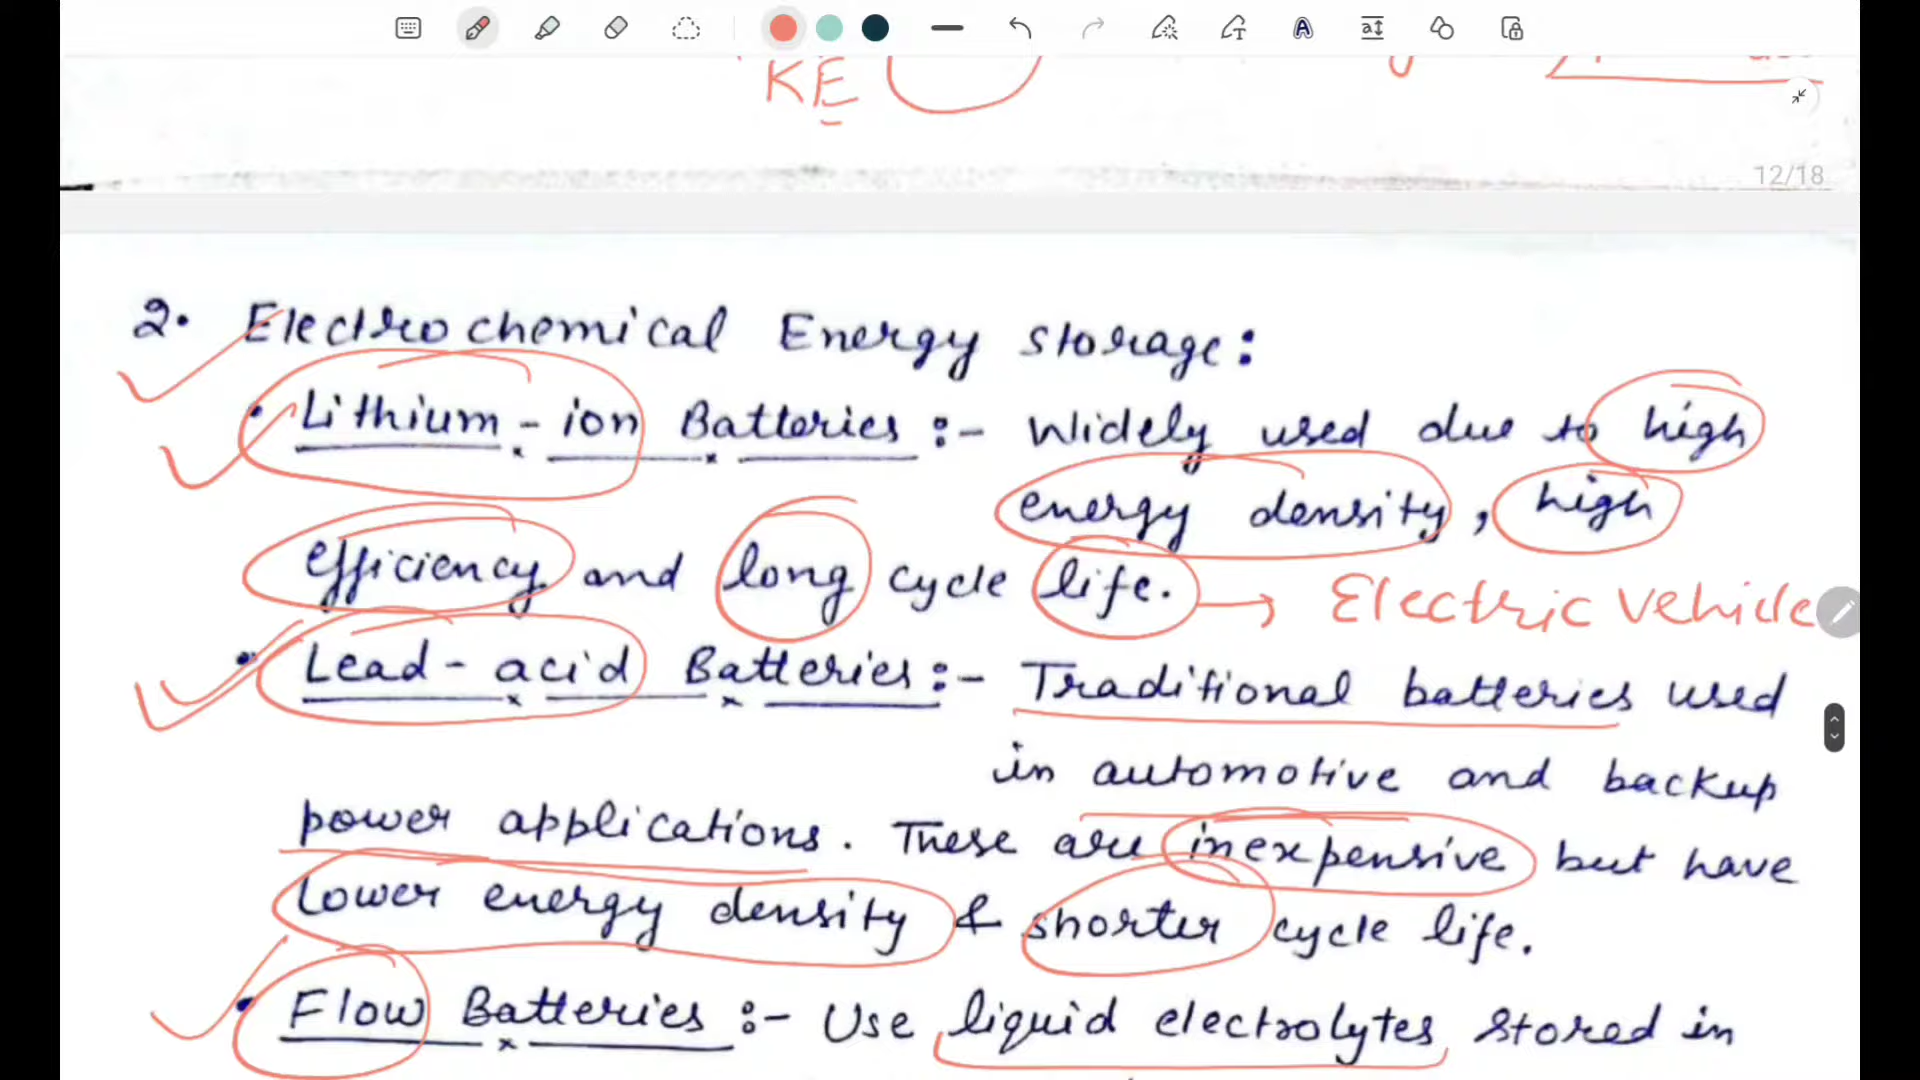 KE
12/18
2. Electrochemical Energy storage:
• Lithium-ion Batteries :- Widely used due to high
energy density, high
efficiency and long cycle life. → Electric Vehicle
• Lead-acid Batteries :- Traditional batteries used
in automotive and backup
power applications. These are inexpensive but have
Lower energy density & shorter cycle life.
• Flow Batteries :- Use liquid electrolytes stored in